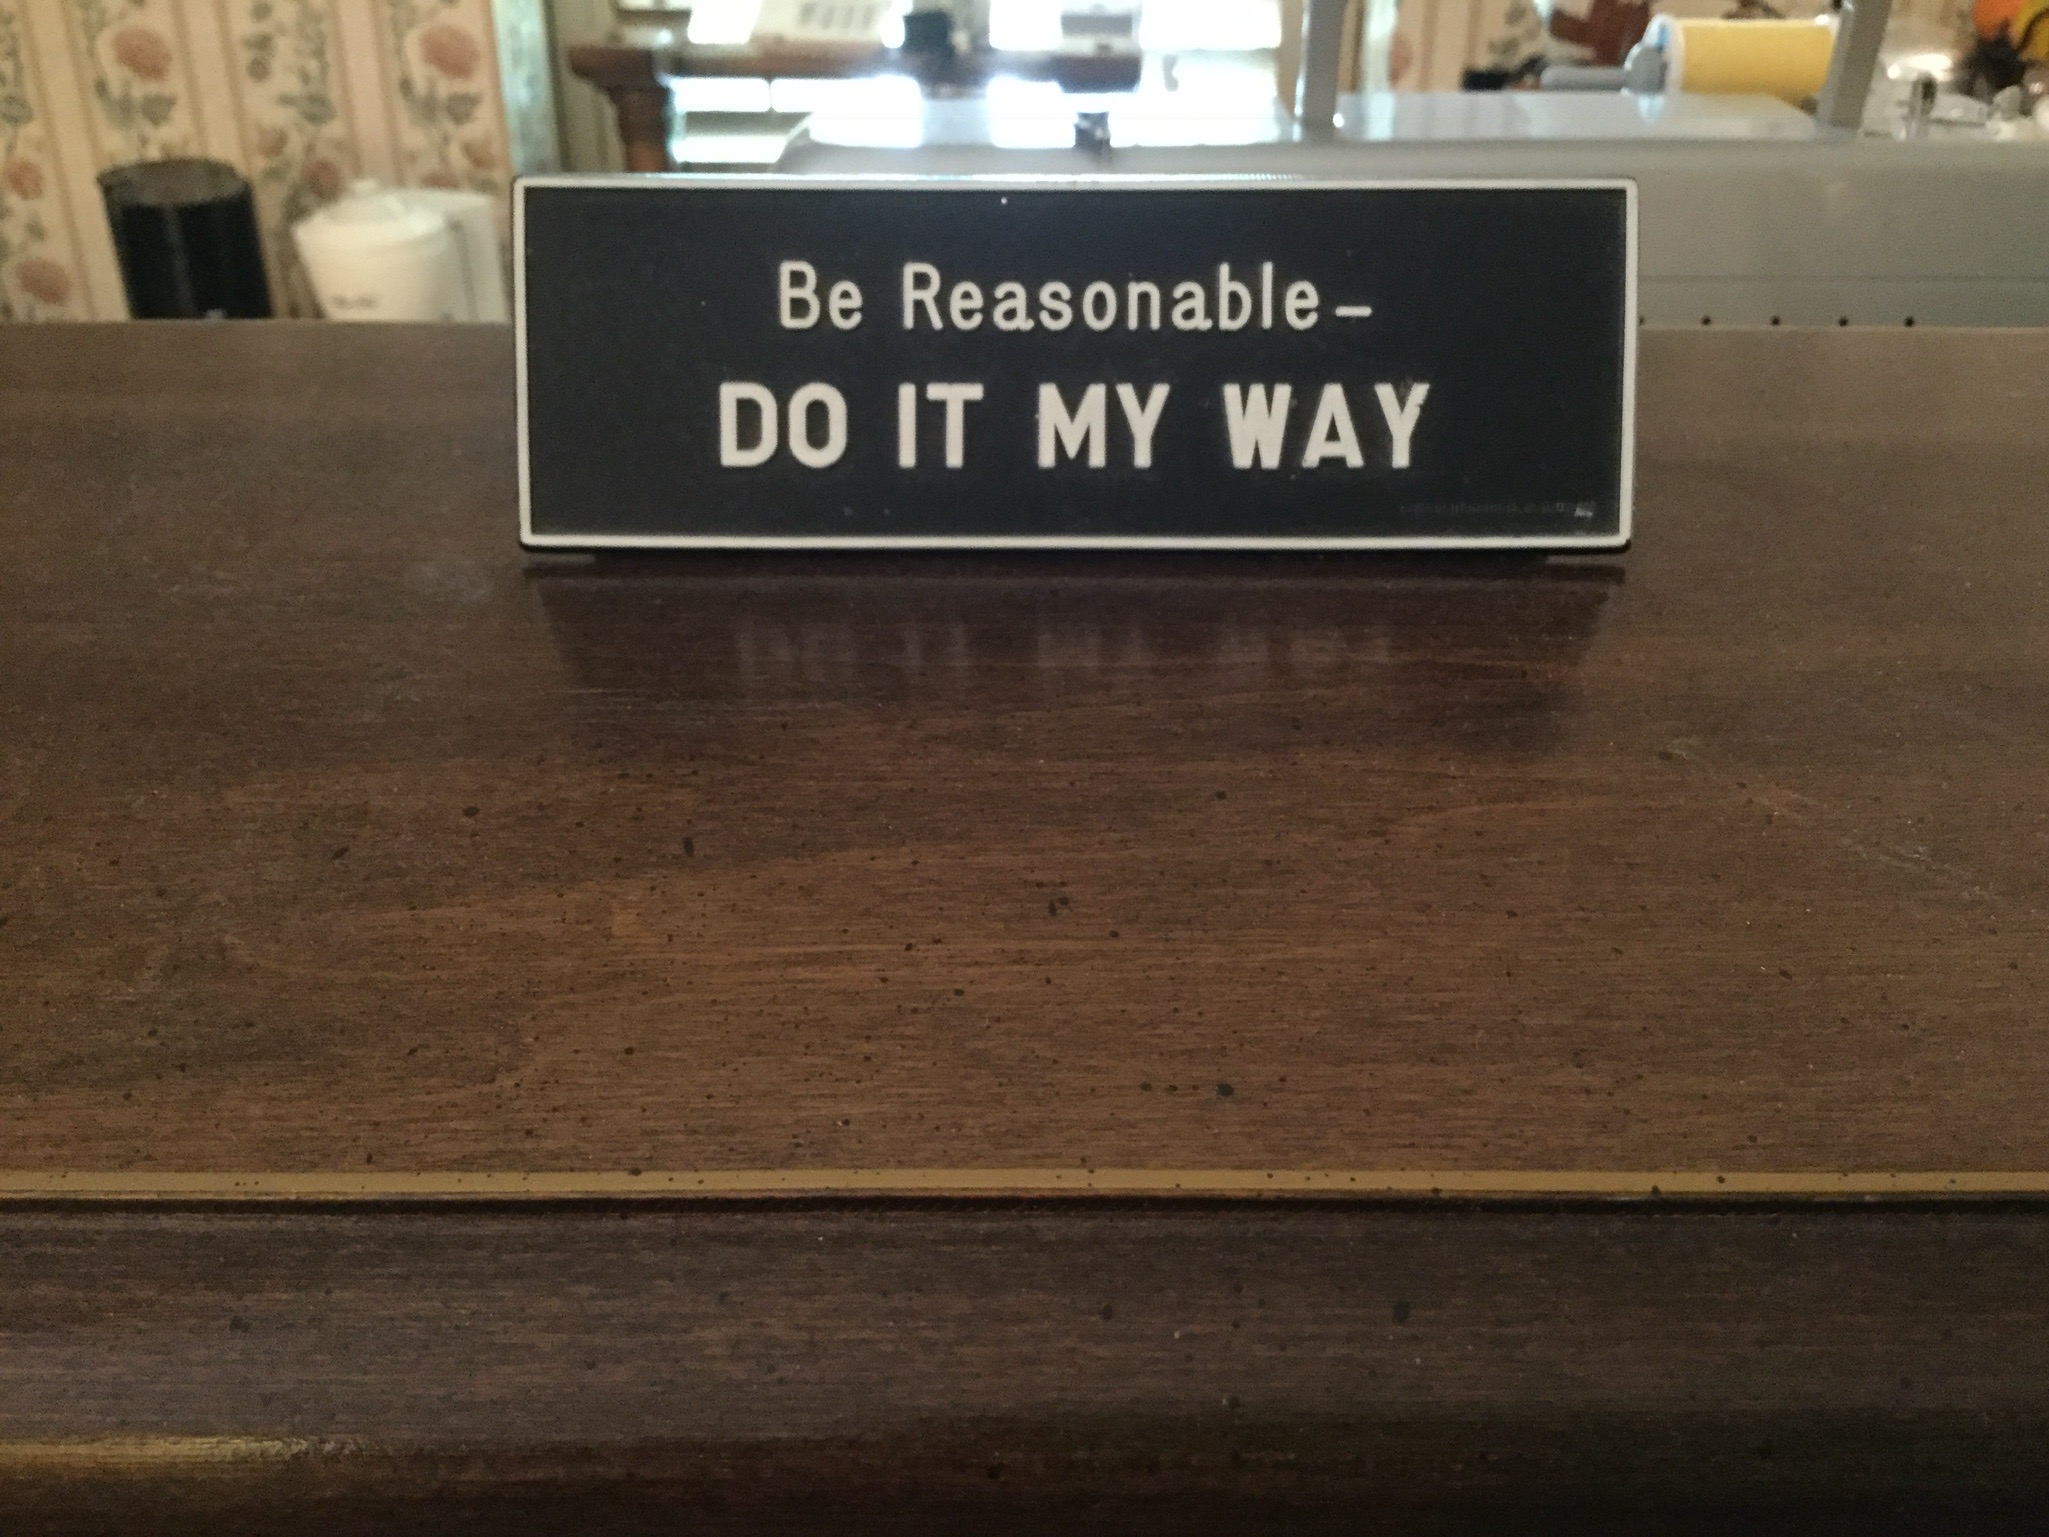 Be Reasonable–
DO IT MY WAY